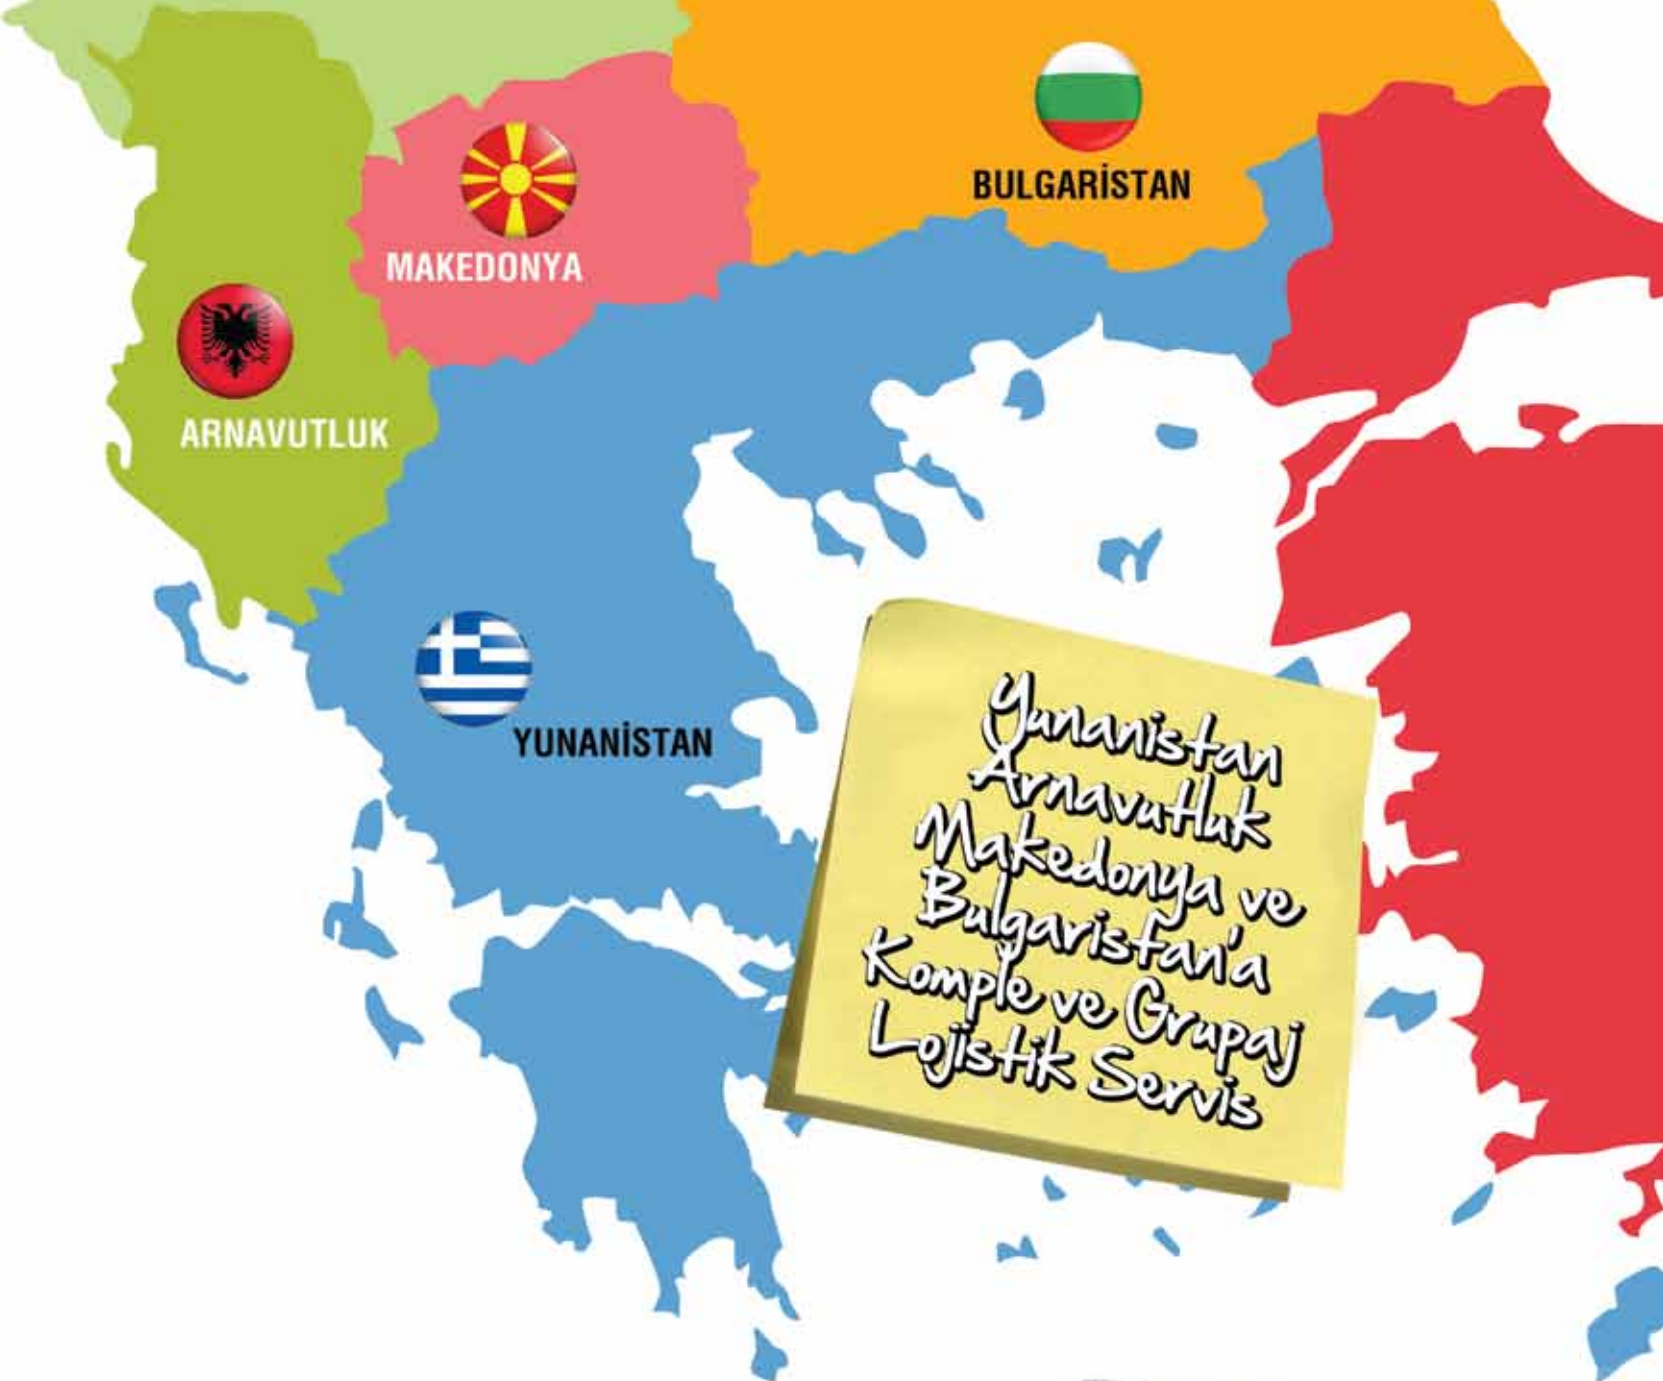 BULGARİSTAN
MAKEDONYA
ARNAVUTLUK
YUNANİSTAN
Yunanistan
Arnavutluk
Makedonya ve
Bulgaristan'a
Komple ve Grupaj
Lojistik Servis